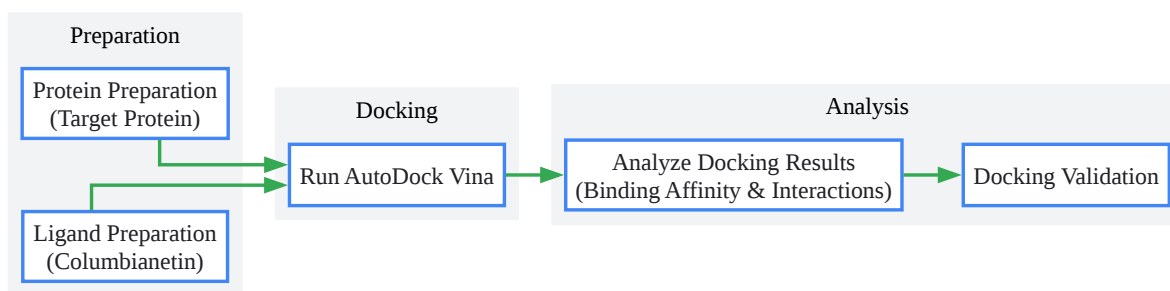 Preparation
Protein Preparation
(Target Protein)
Ligand Preparation
(Columbianetin)
Docking
Run AutoDock Vina
Analysis
Analyze Docking Results
(Binding Affinity & Interactions)
Docking Validation